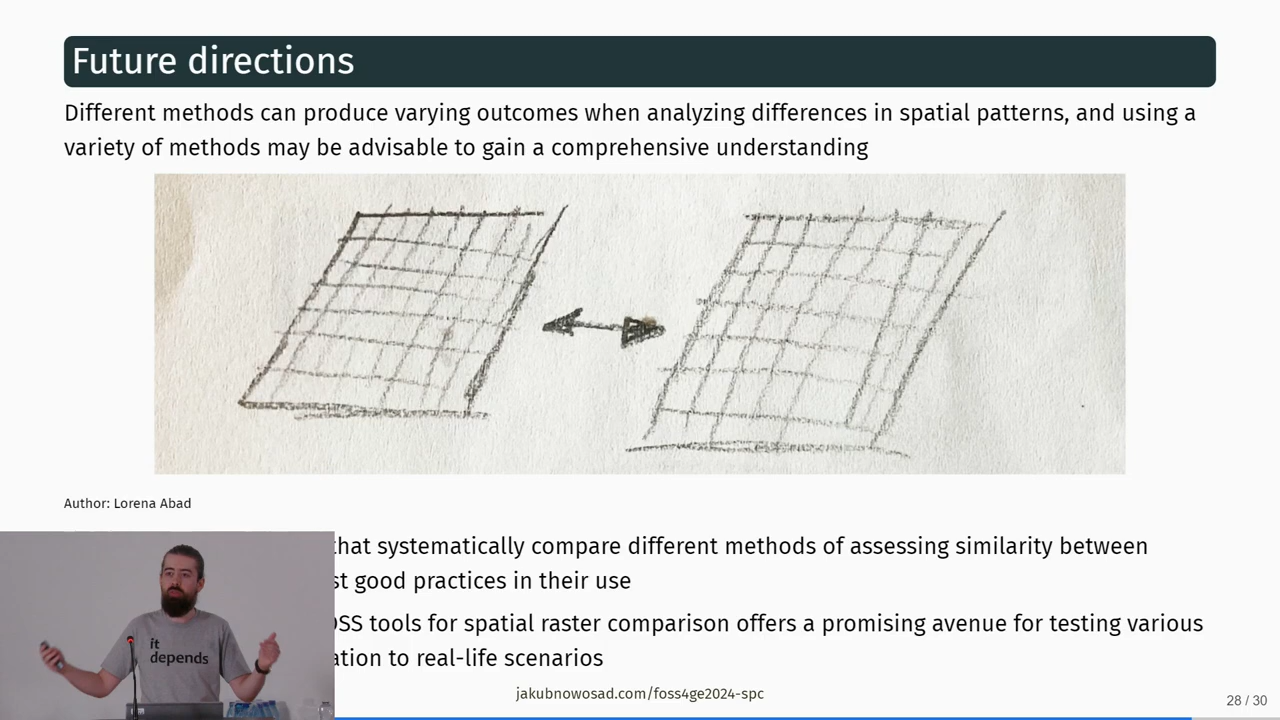 Future directions
Different methods can produce varying outcomes when analyzing differences in spatial patterns, and using a
variety of methods may be advisable to gain a comprehensive understanding
Author: Lorena Abad
that systematically compare different methods of assessing similarity between
good practices in their use
tools for spatial raster comparison offers a promising avenue for testing various
to real-life scenarios
it
depends
jakubnowosad.com/foss4ge2024-spc
28 / 30